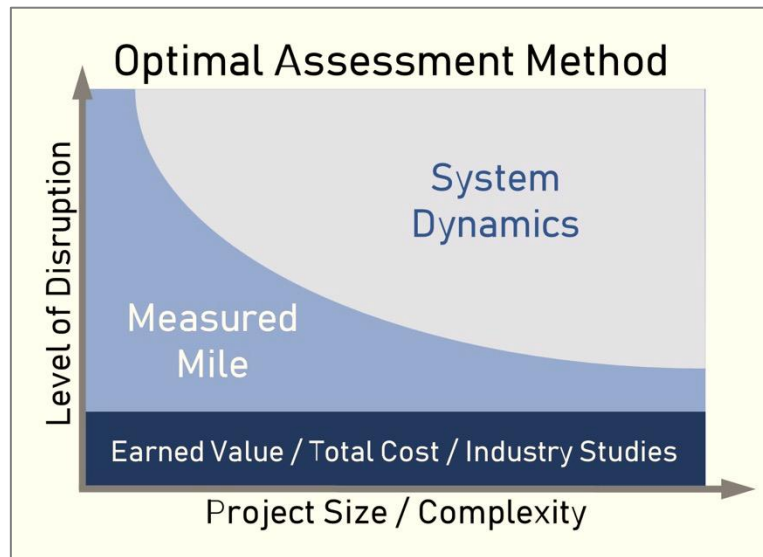 Optimal Assessment Method
Level of Disruption
System
Dynamics
Measured
Mile
Earned Value / Total Cost / Industry Studies
Project Size / Complexity